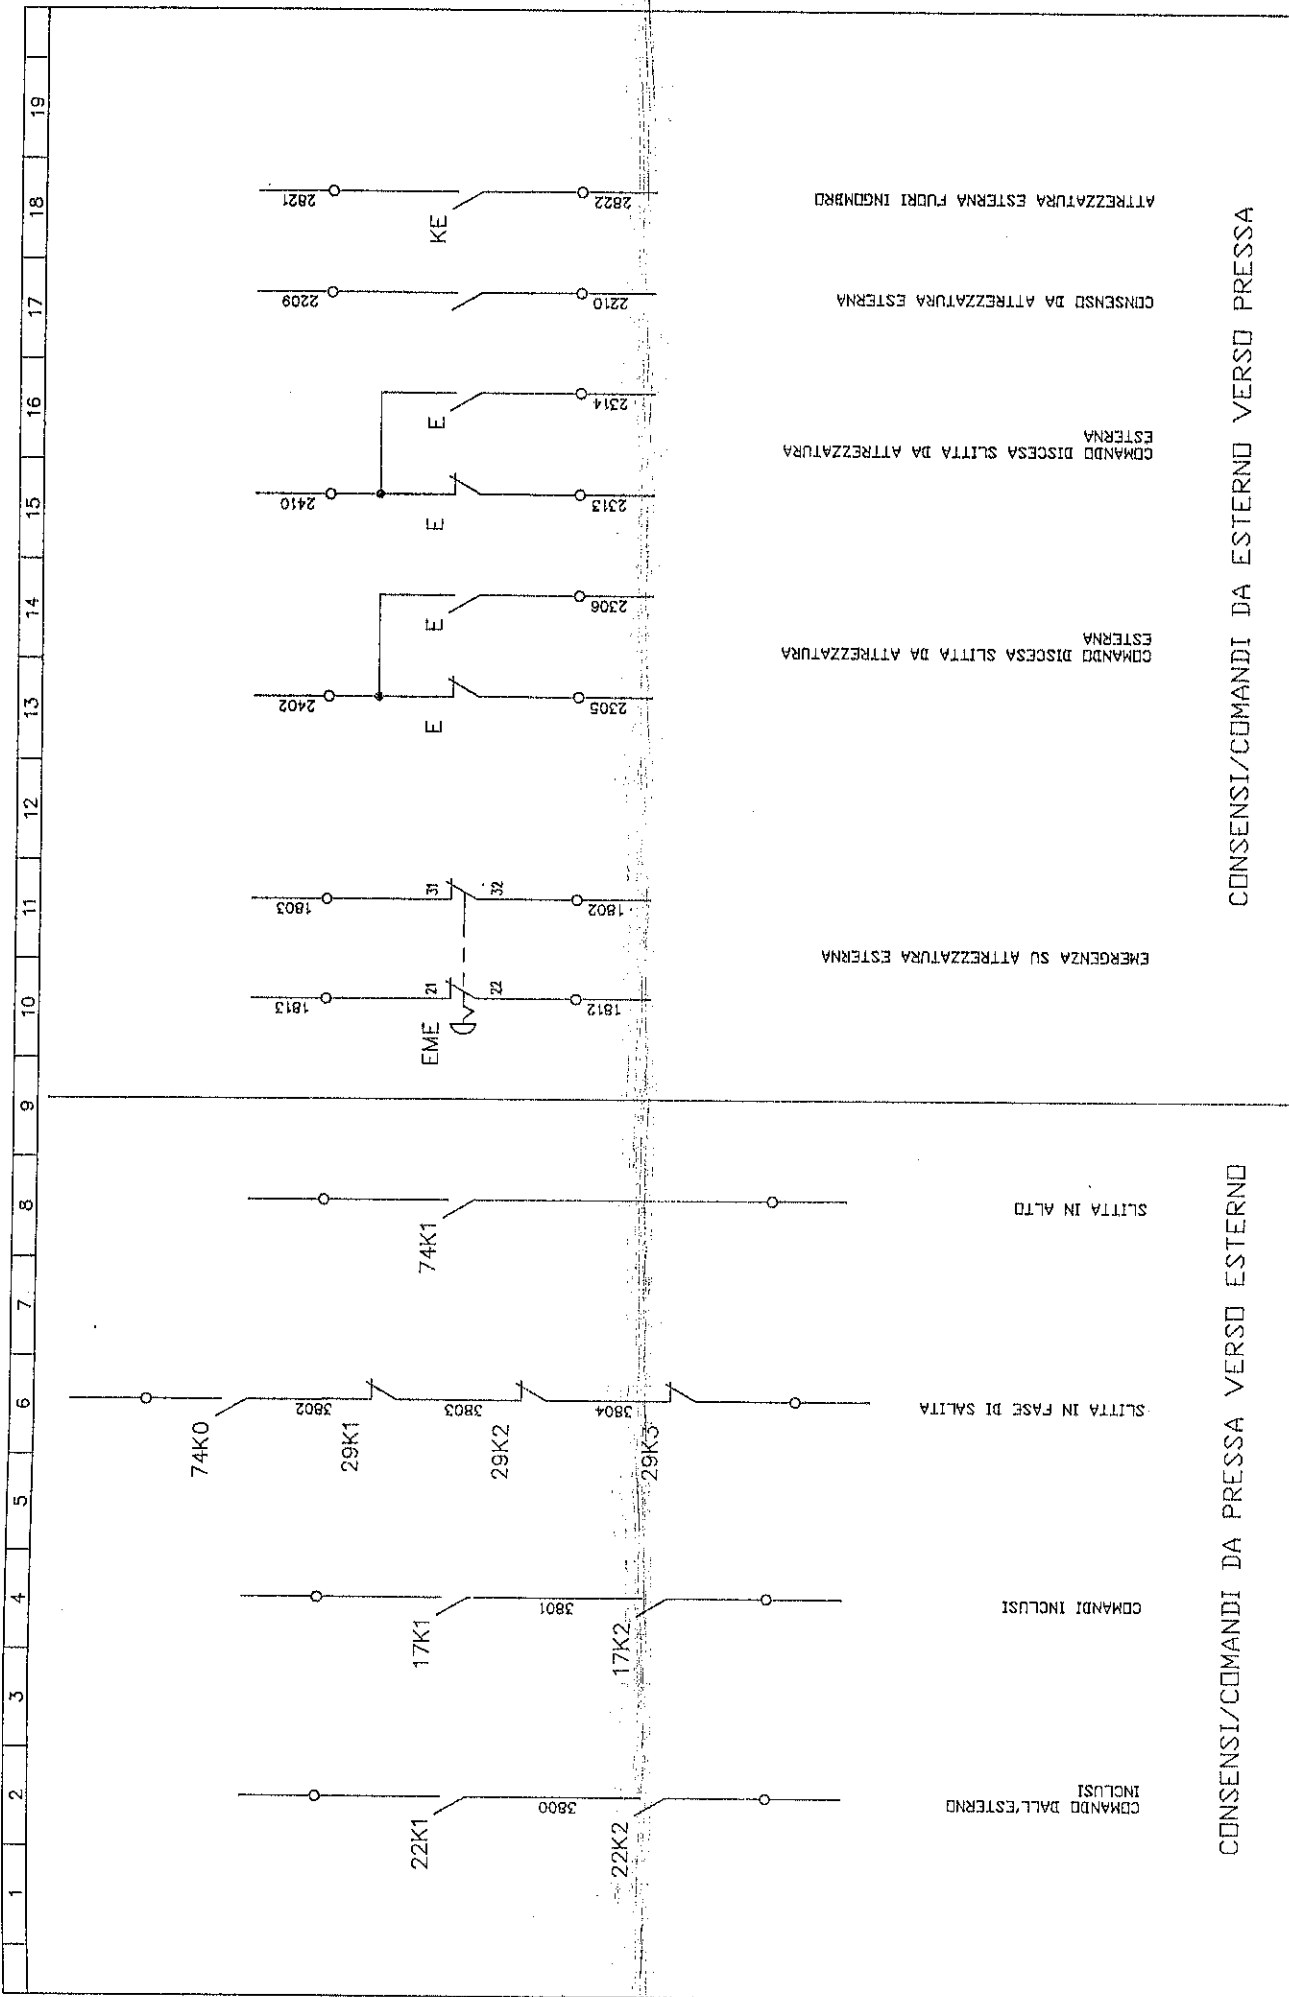 1 2 3 4 5 6 7 8 9 10 11 12 13 14 15 16 17 18 19
22K1
3800
22K2
COMANDO DALL'ESTERNO
INCLUSI
17K1
3801
17K2
COMANDI INCLUSI
74K0
3802
29K1
3803
29K2
3804
29K3
SLITTA IN FASE DI SALITA
74K1
SLITTA IN ALTO
CONSENSI/COMANDI DA PRESSA VERSO ESTERNO
1813
EME
21
22
1812
1803
31
32
1802
EMERGENZA SU ATTREZZATURA ESTERNA
2402
E
2305
E
2306
COMANDO DISCESA SLITTA DA ATTREZZATURA
ESTERNA
2410
E
2313
E
2314
COMANDO DISCESA SLITTA DA ATTREZZATURA
ESTERNA
2209
2210
CONSENSO DA ATTREZZATURA ESTERNA
2821
KE
2822
ATTREZZATURA ESTERNA FUORI INGOMBRO
CONSENSI/COMANDI DA ESTERNO VERSO PRESSA